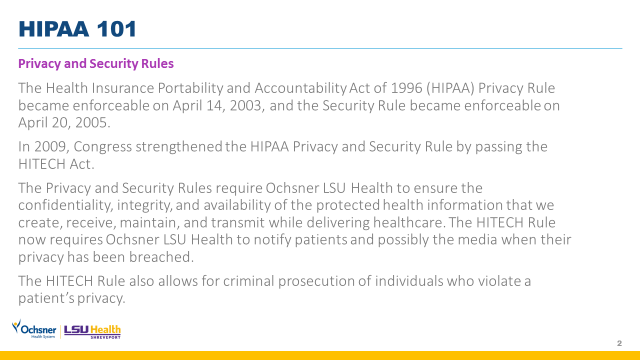 HIPAA 101
Privacy and Security Rules
The Health Insurance Portability and Accountability Act of 1996 (HIPAA) Privacy Rule
became enforceable on April 14, 2003, and the Security Rule became enforceable on
April 20, 2005.
In 2009, Congress strengthened the HIPAA Privacy and Security Rule by passing the
HITECH Act.
The Privacy and Security Rules require Ochsner LSU Health to ensure the
confidentiality, integrity, and availability of the protected health information that we
create, receive, maintain, and transmit while delivering healthcare. The HITECH Rule
now requires Ochsner LSU Health to notify patients and possibly the media when their
privacy has been breached.
The HITECH Rule also allows for criminal prosecution of individuals who violate a
patient’s privacy.
Ochsner
Health System
LSU Health
SHREVEPORT
2